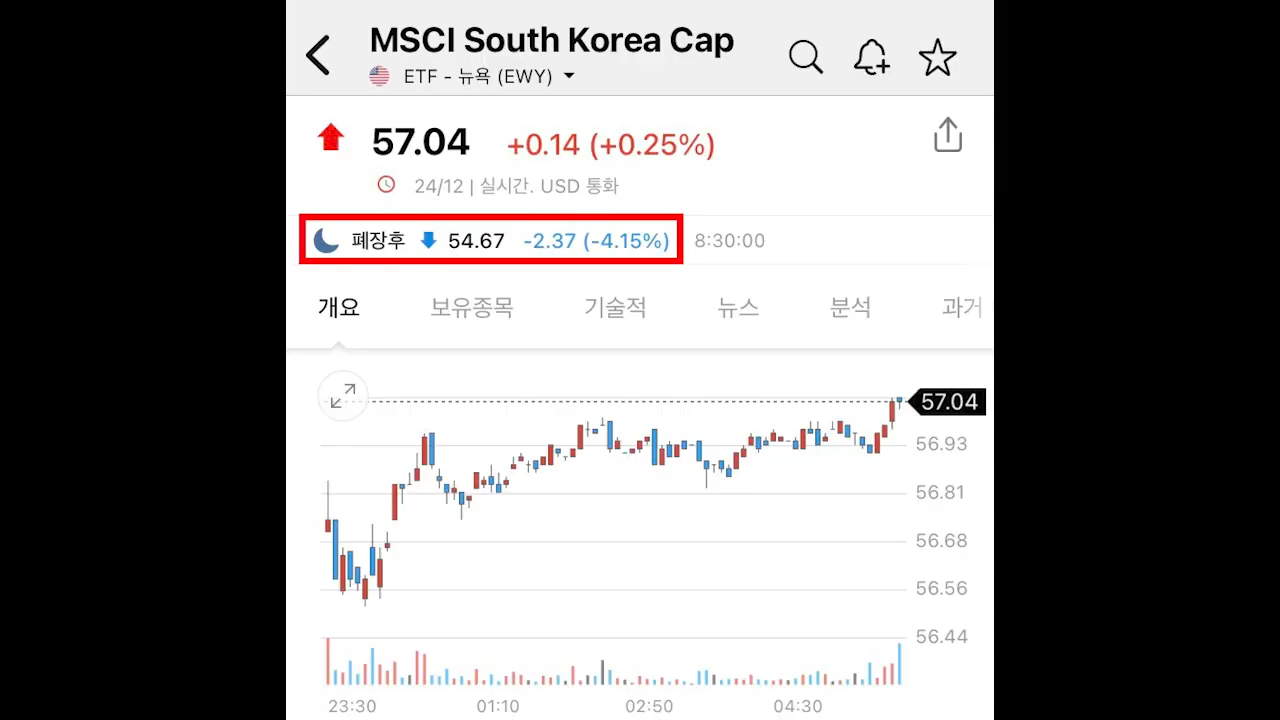 MSCI South Korea Cap
ETF - 뉴욕 (EWY)
57.04 +0.14 (+0.25%)
24/12 | 실시간. USD 통화
폐장후 54.67 -2.37 (-4.15%) 8:30:00
개요 보유종목 기술적 뉴스 분석 과거
57.04
56.93
56.81
56.68
56.56
56.44
23:30 01:10 02:50 04:30